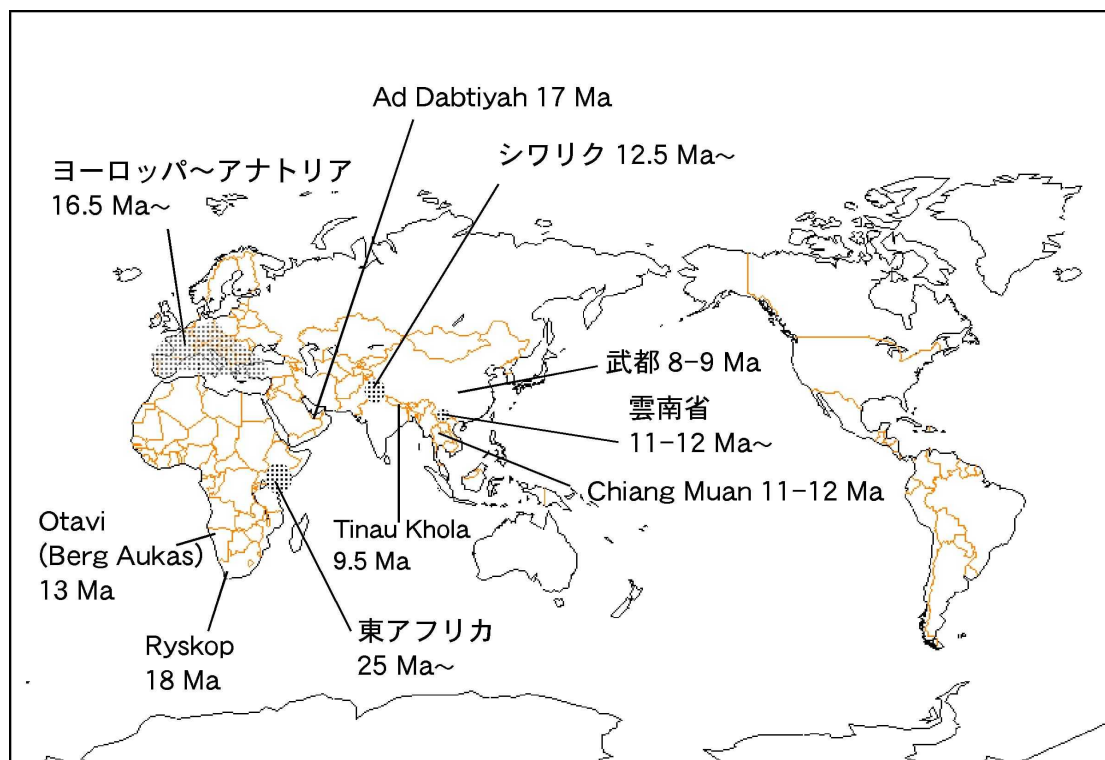 Ad Dabtiyah 17 Ma
シワリク 12.5 Ma~
ヨーロッパ～アナトリア
16.5 Ma~
武都 8-9 Ma
雲南省
11-12 Ma~
Chiang Muan 11-12 Ma
Otavi
(Berg Aukas)
13 Ma
Tinau Khola
9.5 Ma
Ryskop
18 Ma
東アフリカ
25 Ma~